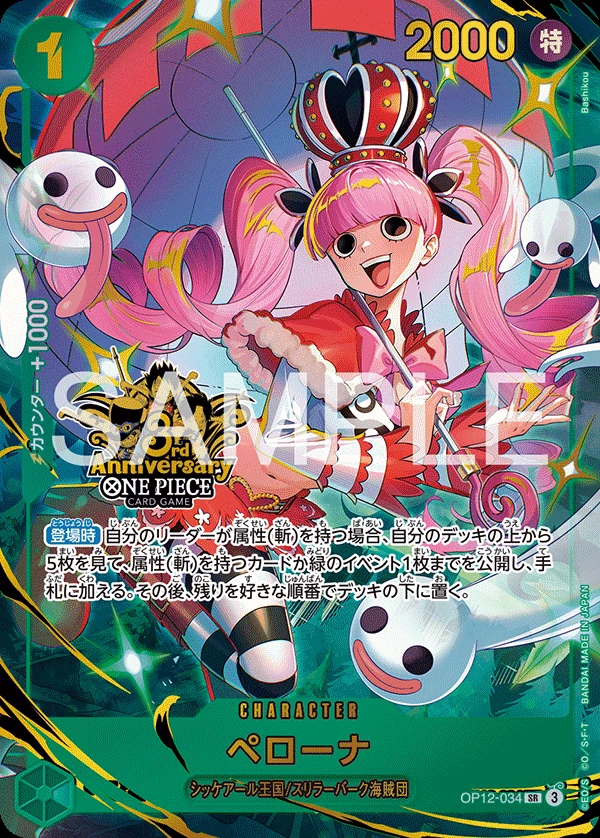 1
2000 特
Bashikou
カウンター +1000
SAMPLE
3rd
Anniversary
ONE PIECE
CARD GAME
登場時 自分のリーダーが属性(斬)を持つ場合、自分のデッキの上から
5枚を見て、属性(斬)を持つカードか緑のイベント1枚までを公開し、手
札に加える。その後、残りを好きな順番でデッキの下に置く。
CHARACTER
ペローナ
シッケアール王国/スリラーバーク海賊団
OP12-034 SR 3
©E.O/S. ©O./S·F·T BANDAI MADE IN JAPAN